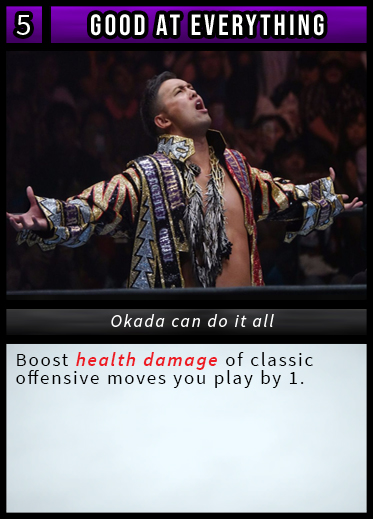 5
GOOD AT EVERYTHING
Okada can do it all
Boost health damage of classic
offensive moves you play by 1.